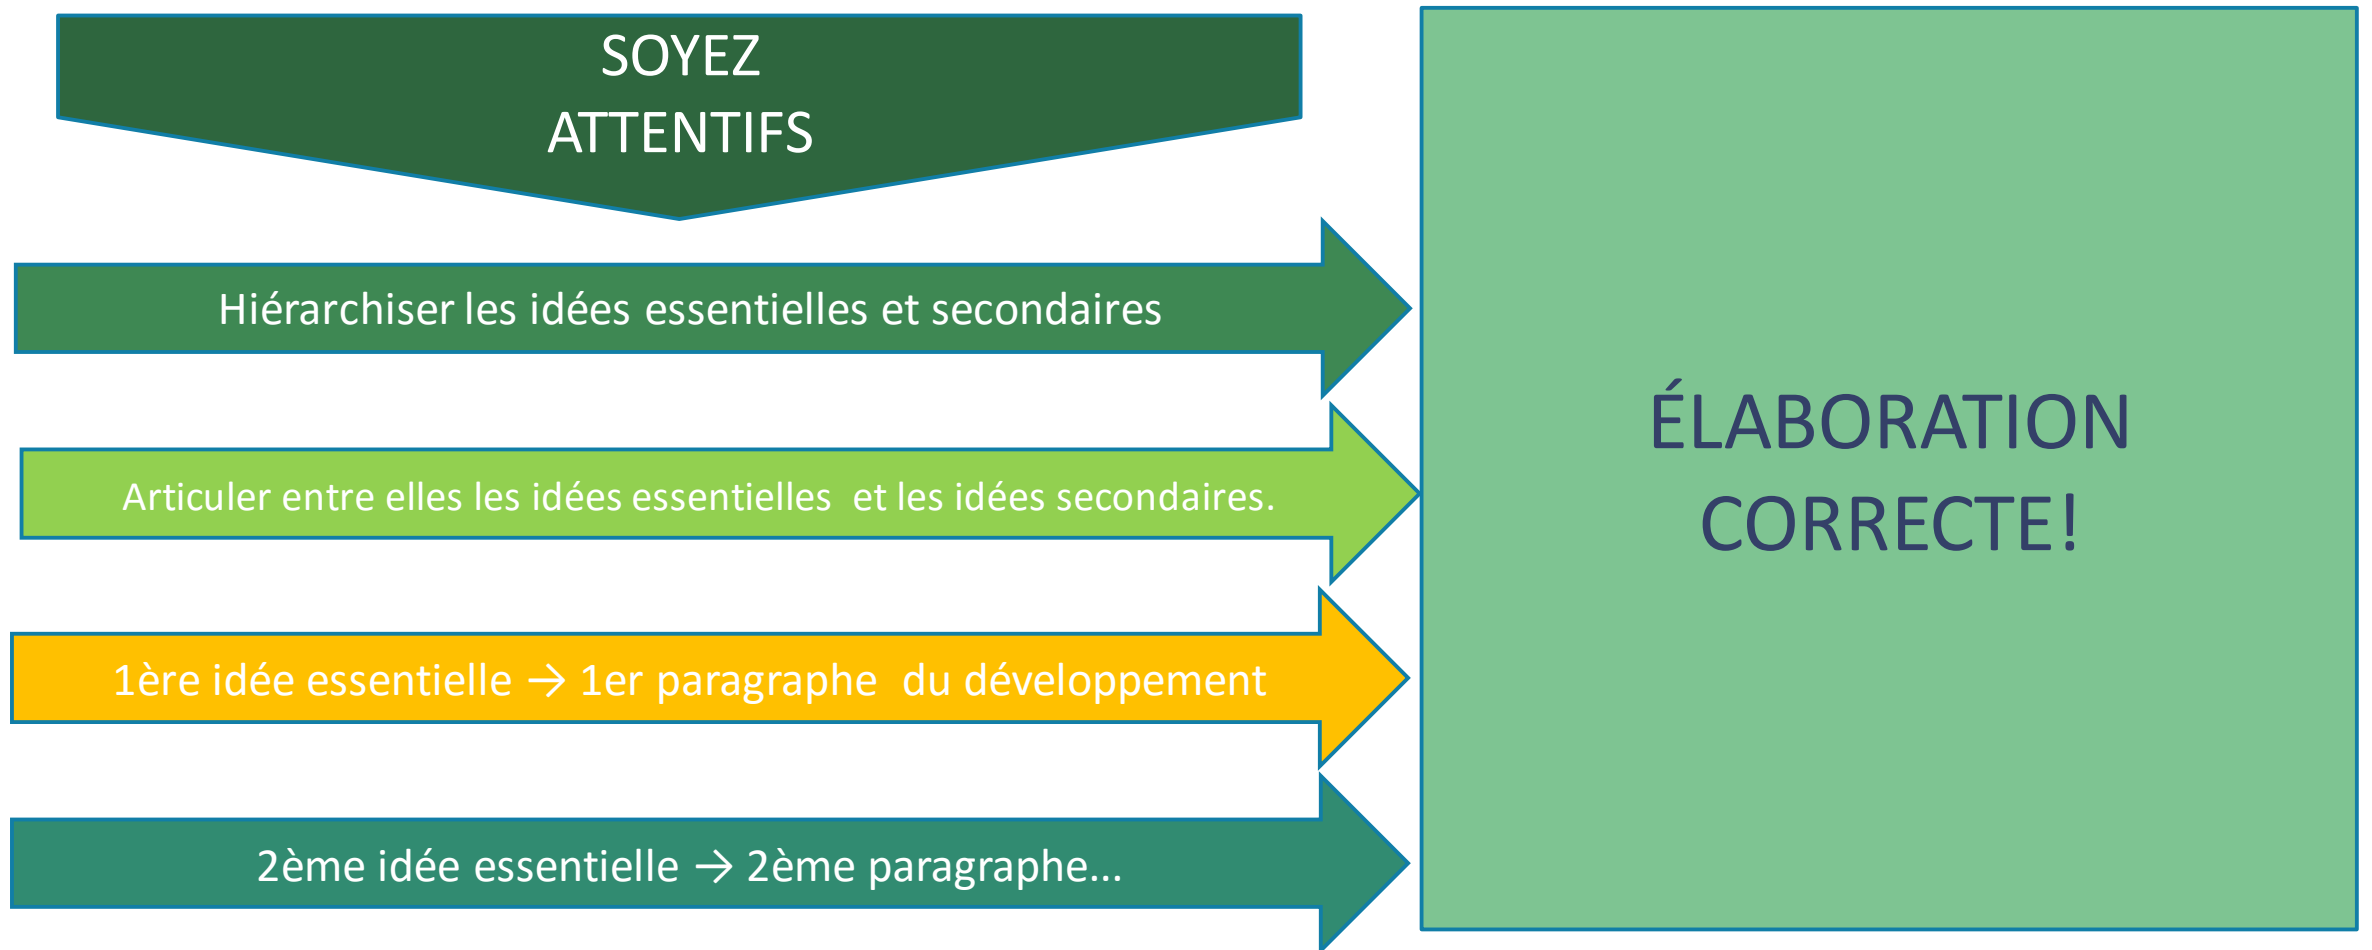 SOYEZ
ATTENTIFS
Hiérarchiser les idées essentielles et secondaires
Articuler entre elles les idées essentielles  et les idées secondaires.
1ère idée essentielle → 1er paragraphe  du développement
2ème idée essentielle → 2ème paragraphe...
ÉLABORATION
CORRECTE!